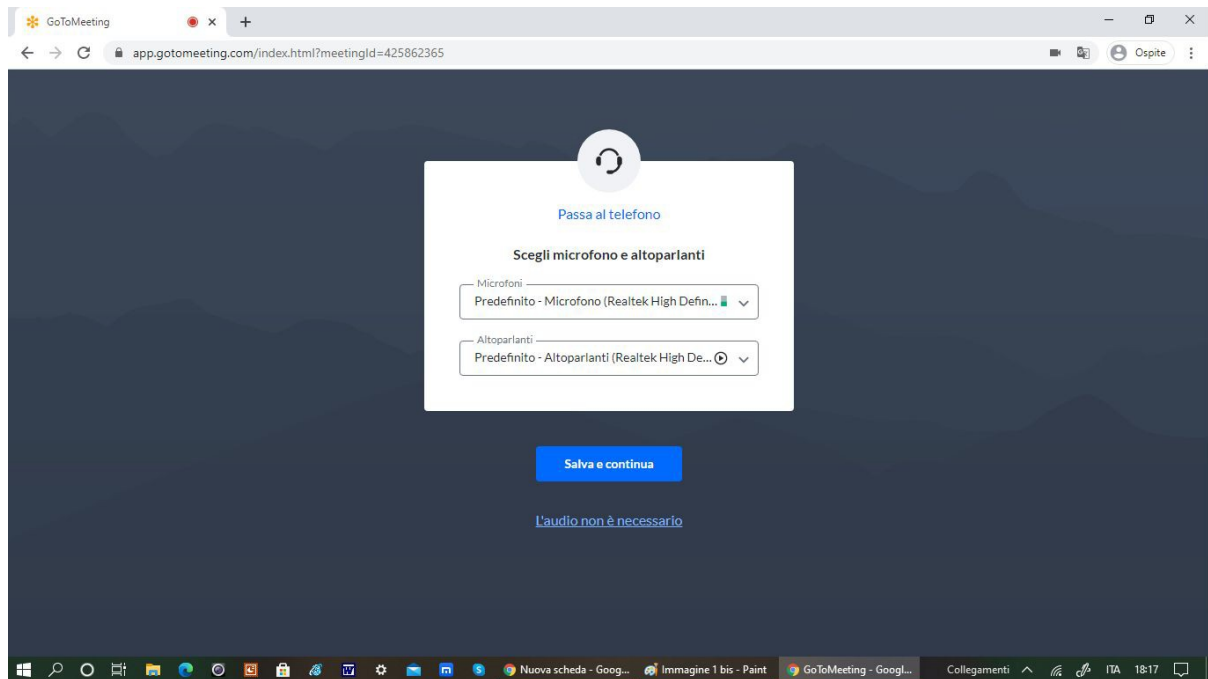 GoToMeeting
app.gotomeeting.com/index.html?meetingId=425862365
Ospite
Passa al telefono
Scegli microfono e altoparlanti
Microfoni
Predefinito - Microfono (Realtek High Defin...
Altoparlanti
Predefinito - Altoparlanti (Realtek High De...
Salva e continua
L'audio non è necessario
Nuova scheda - Goog...
Immagine 1 bis - Paint
GoToMeeting - Googl...
Collegamenti
ITA
18:17